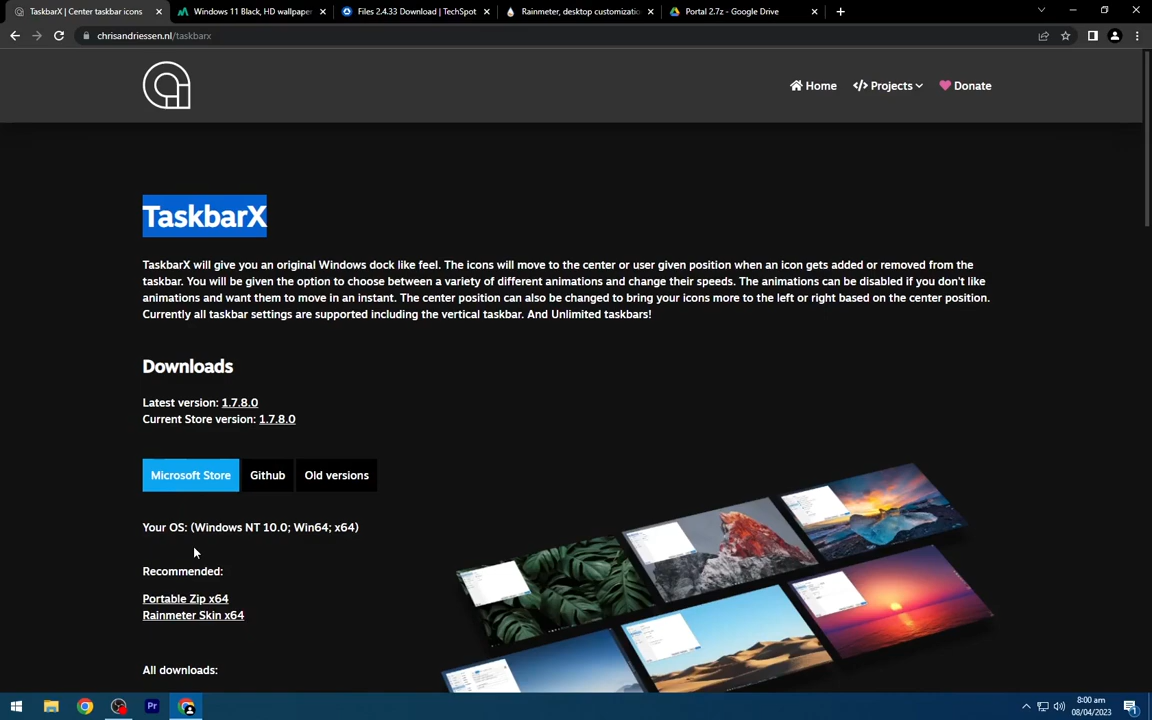 TaskbarX | Center taskbar icons
Windows 11 Black, HD wallpaper
Files 2.4.33 Download | TechSpot
Rainmeter, desktop customizatio
Portal 2.7z - Google Drive
chrisandriessen.nl/taskbarx
Home
Projects
Donate
TaskbarX
TaskbarX will give you an original Windows dock like feel. The icons will move to the center or user given position when an icon gets added or removed from the
taskbar. You will be given the option to choose between a variety of different animations and change their speeds. The animations can be disabled if you don't like
animations and want them to move in an instant. The center position can also be changed to bring your icons more to the left or right based on the center position.
Currently all taskbar settings are supported including the vertical taskbar. And Unlimited taskbars!
Downloads
Latest version: 1.7.8.0
Current Store version: 1.7.8.0
Microsoft Store
Github
Old versions
Your OS: (Windows NT 10.0; Win64; x64)
Recommended:
Portable Zip x64
Rainmeter Skin x64
All downloads:
Pr
8:00 am
08/04/2023
1